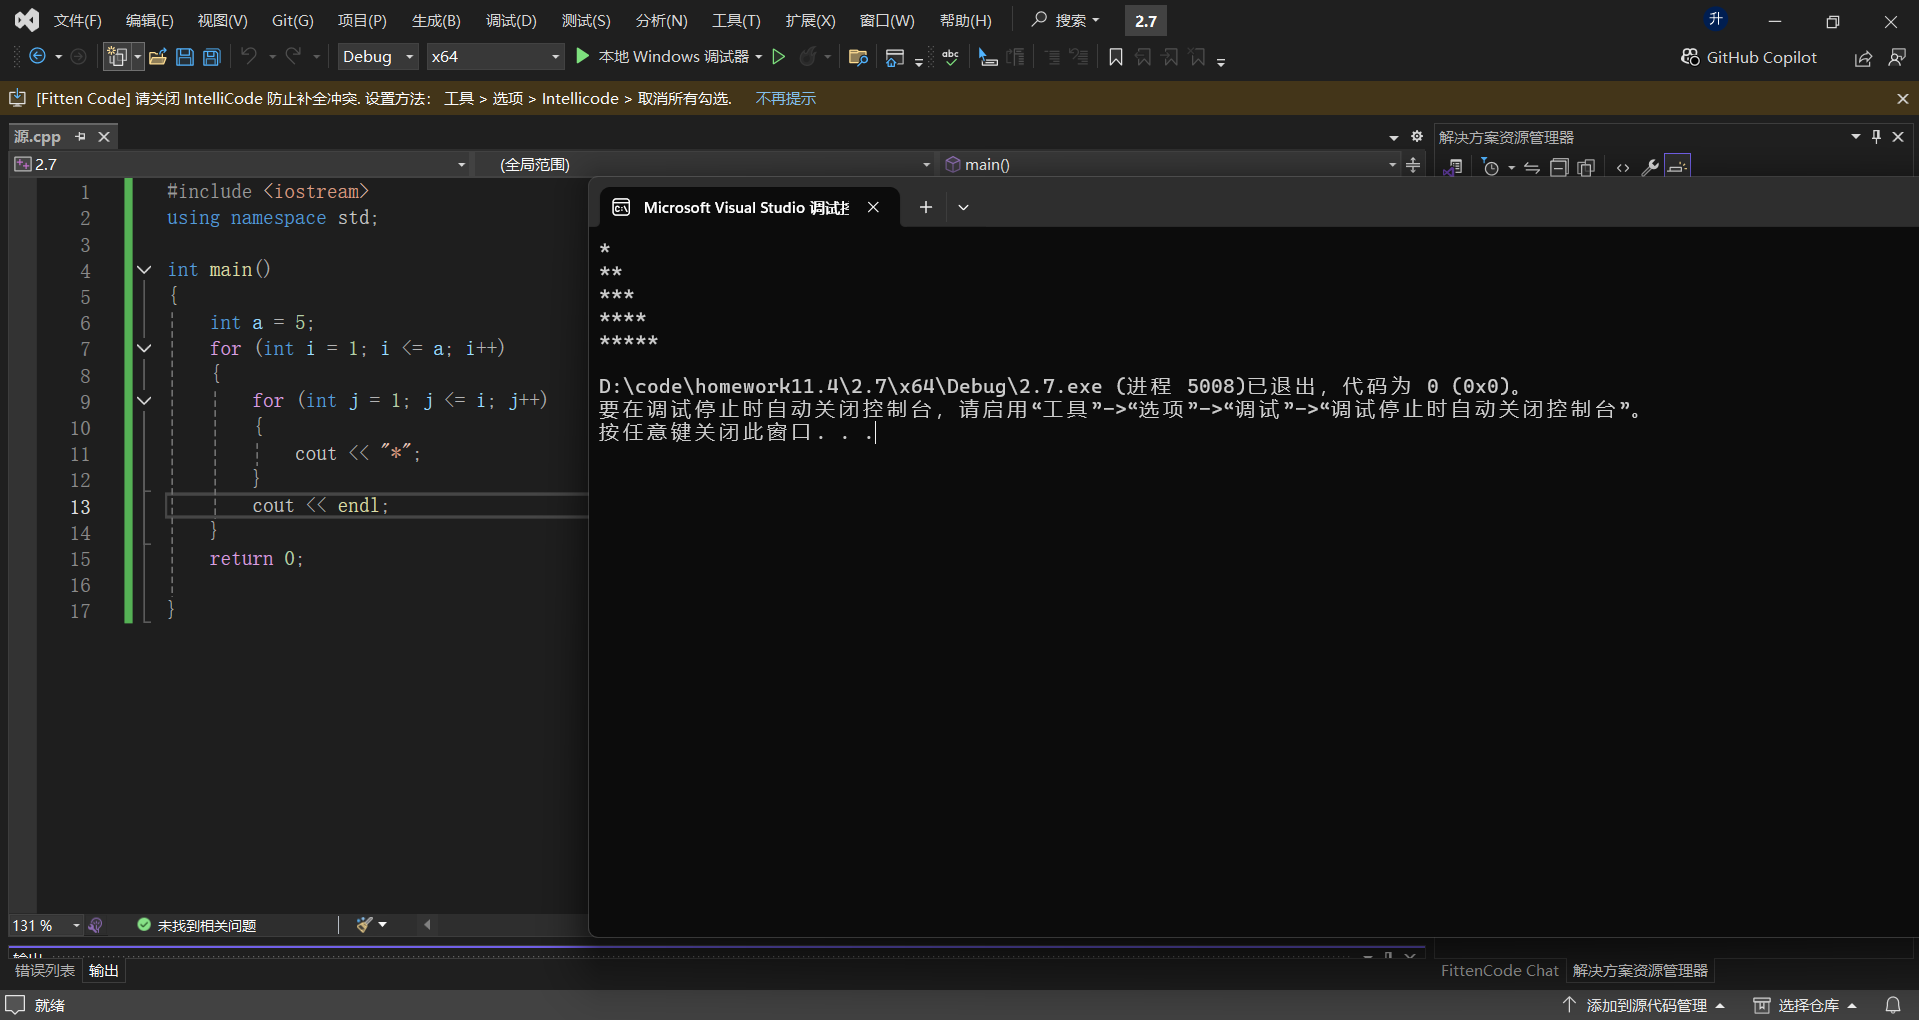 文件(F) 编辑(E) 视图(V) Git(G) 项目(P) 生成(B) 调试(D) 测试(S) 分析(N) 工具(T) 扩展(X) 窗口(W) 帮助(H) 搜索 2.7 升
Debug x64 本地 Windows 调试器 abc GitHub Copilot
[Fitten Code] 请关闭 IntelliCode 防止补全冲突. 设置方法： 工具 > 选项 > Intellicode > 取消所有勾选. 不再提示
源.cpp
解决方案资源管理器
2.7 (全局范围) main()
Microsoft Visual Studio 调试控
1 #include <iostream>
2 using namespace std;
3
4 int main()
5 {
6 int a = 5;
7 for (int i = 1; i <= a; i++)
8 {
9 for (int j = 1; j <= i; j++)
10 {
11 cout << "*";
12 }
13 cout << endl;
14 }
15 return 0;
16
17 }
*
**
***
****
*****
D:\code\homework11.4\2.7\x64\Debug\2.7.exe (进程 5008)已退出，代码为 0 (0x0)。
要在调试停止时自动关闭控制台，请启用“工具”->“选项”->“调试”->“调试停止时自动关闭控制台”。
按任意键关闭此窗口. . .
131 % 未找到相关问题
输出
错误列表 输出 FittenCode Chat 解决方案资源管理器
就绪 添加到源代码管理 选择仓库